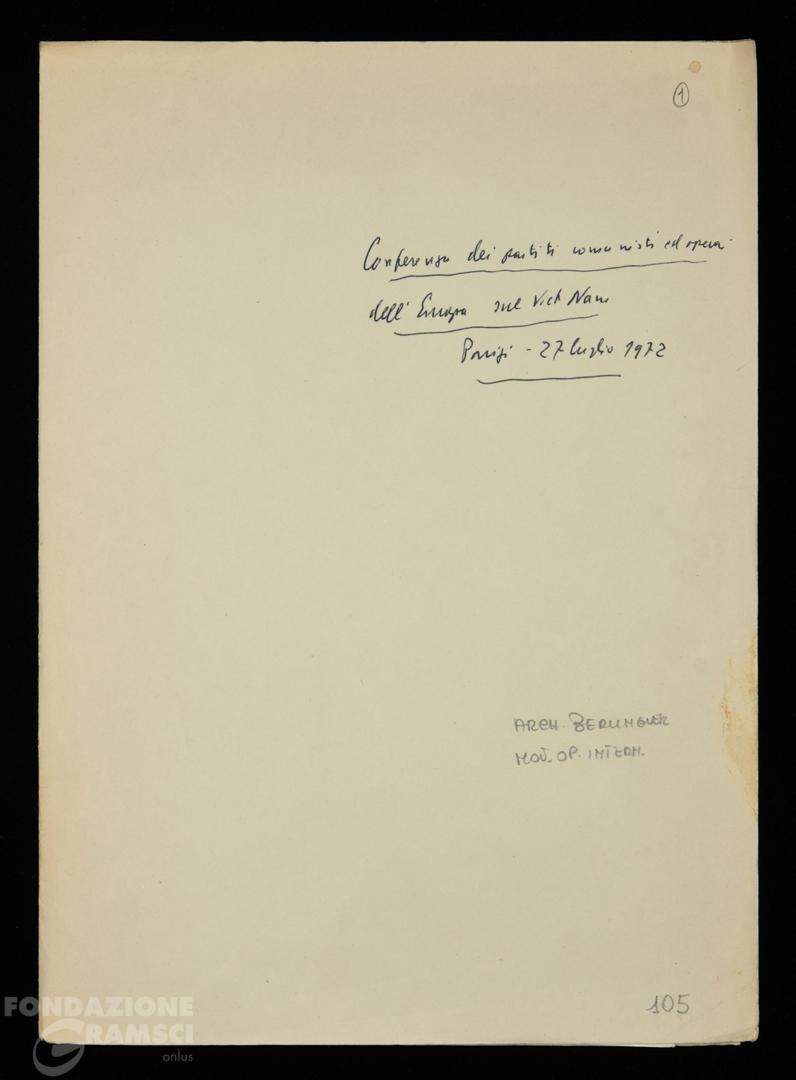 1
Conferenza dei partiti comunisti ed operai
dell'Europa sul Viet Nam
Parigi - 27 luglio 1972
ARCH. BERLINGUER
MOV. OP. INTERN.
105
FONDAZIONE
GRAMSCI
onlus